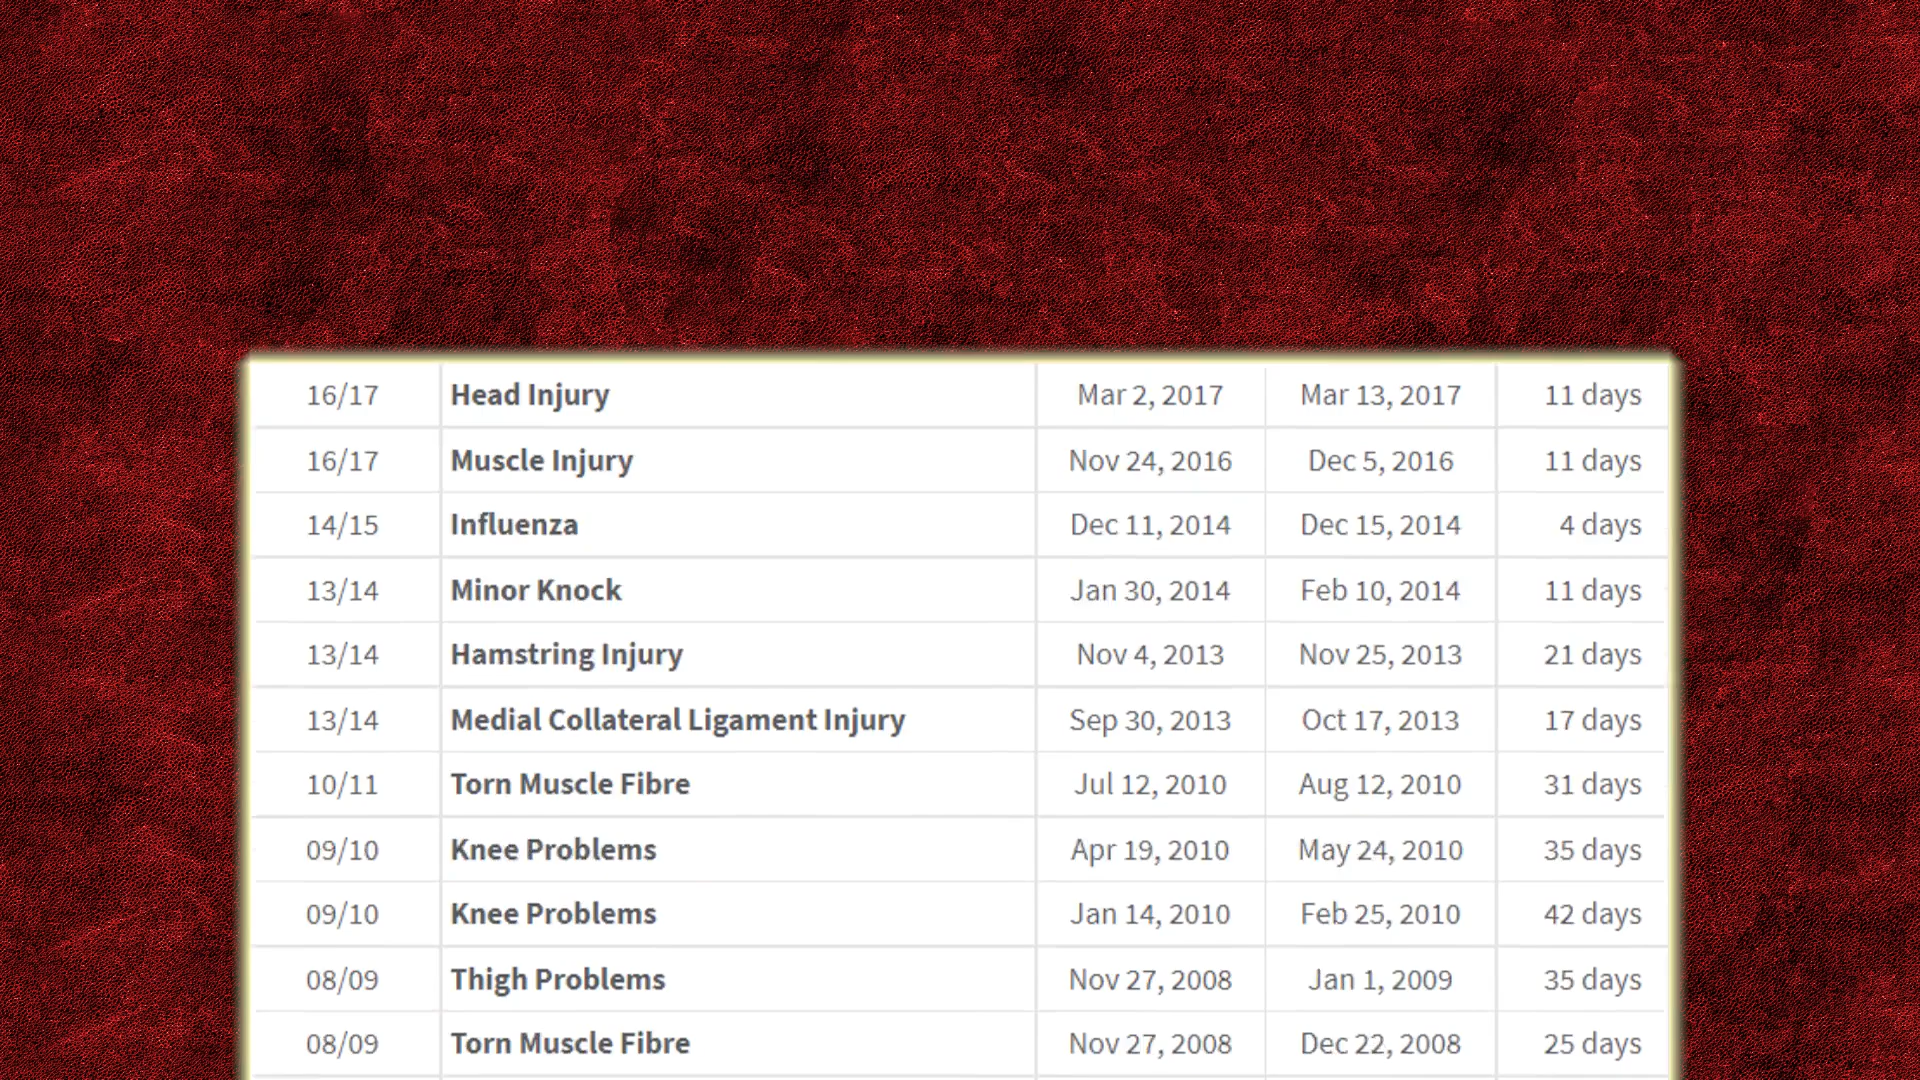 16/17 Head Injury Mar 2, 2017 Mar 13, 2017 11 days
16/17 Muscle Injury Nov 24, 2016 Dec 5, 2016 11 days
14/15 Influenza Dec 11, 2014 Dec 15, 2014 4 days
13/14 Minor Knock Jan 30, 2014 Feb 10, 2014 11 days
13/14 Hamstring Injury Nov 4, 2013 Nov 25, 2013 21 days
13/14 Medial Collateral Ligament Injury Sep 30, 2013 Oct 17, 2013 17 days
10/11 Torn Muscle Fibre Jul 12, 2010 Aug 12, 2010 31 days
09/10 Knee Problems Apr 19, 2010 May 24, 2010 35 days
09/10 Knee Problems Jan 14, 2010 Feb 25, 2010 42 days
08/09 Thigh Problems Nov 27, 2008 Jan 1, 2009 35 days
08/09 Torn Muscle Fibre Nov 27, 2008 Dec 22, 2008 25 days